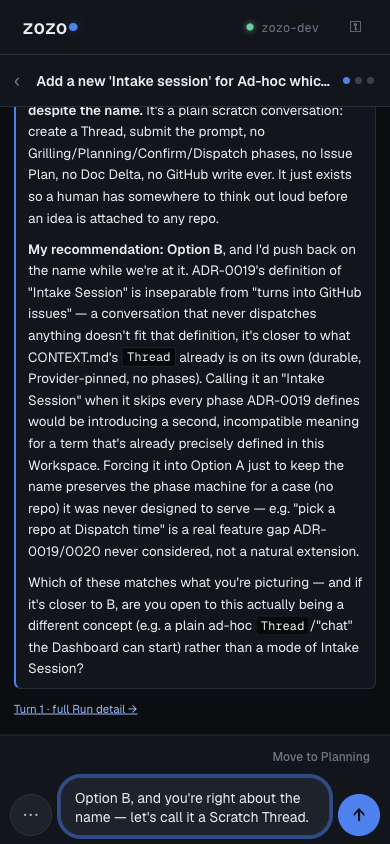 zozo
zozo-dev
Add a new 'Intake session' for Ad-hoc whic...
despite the name. It's a plain scratch conversation:
create a Thread, submit the prompt, no
Grilling/Planning/Confirm/Dispatch phases, no Issue
Plan, no Doc Delta, no GitHub write ever. It just exists
so a human has somewhere to think out loud before
an idea is attached to any repo.
My recommendation: Option B, and I'd push back on
the name while we're at it. ADR-0019's definition of
"Intake Session" is inseparable from "turns into GitHub
issues" — a conversation that never dispatches
anything doesn't fit that definition, it's closer to what
CONTEXT.md's Thread already is on its own (durable,
Provider-pinned, no phases). Calling it an "Intake
Session" when it skips every phase ADR-0019 defines
would be introducing a second, incompatible meaning
for a term that's already precisely defined in this
Workspace. Forcing it into Option A just to keep the
name preserves the phase machine for a case (no
repo) it was never designed to serve — e.g. "pick a
repo at Dispatch time" is a real feature gap ADR-
0019/0020 never considered, not a natural extension.
Which of these matches what you're picturing — and if
it's closer to B, are you open to this actually being a
different concept (e.g. a plain ad-hoc Thread /"chat"
the Dashboard can start) rather than a mode of Intake
Session?
Turn 1 · full Run detail →
Move to Planning
Option B, and you're right about the
name — let's call it a Scratch Thread.